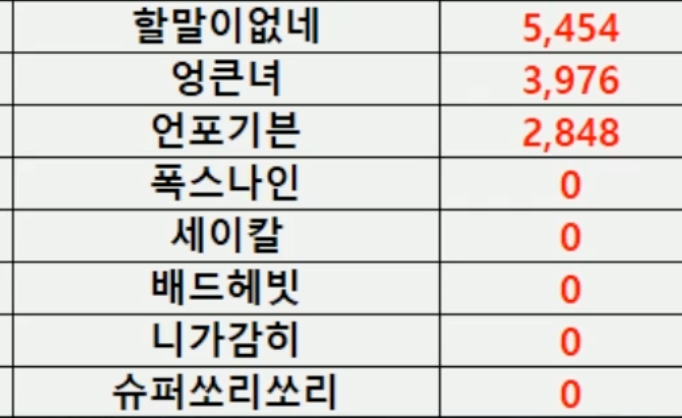 할말이없네 5,454
엉큰녀 3,976
언포기븐 2,848
폭스나인 0
세이칼 0
배드헤빗 0
니가감히 0
슈퍼쏘리쏘리 0